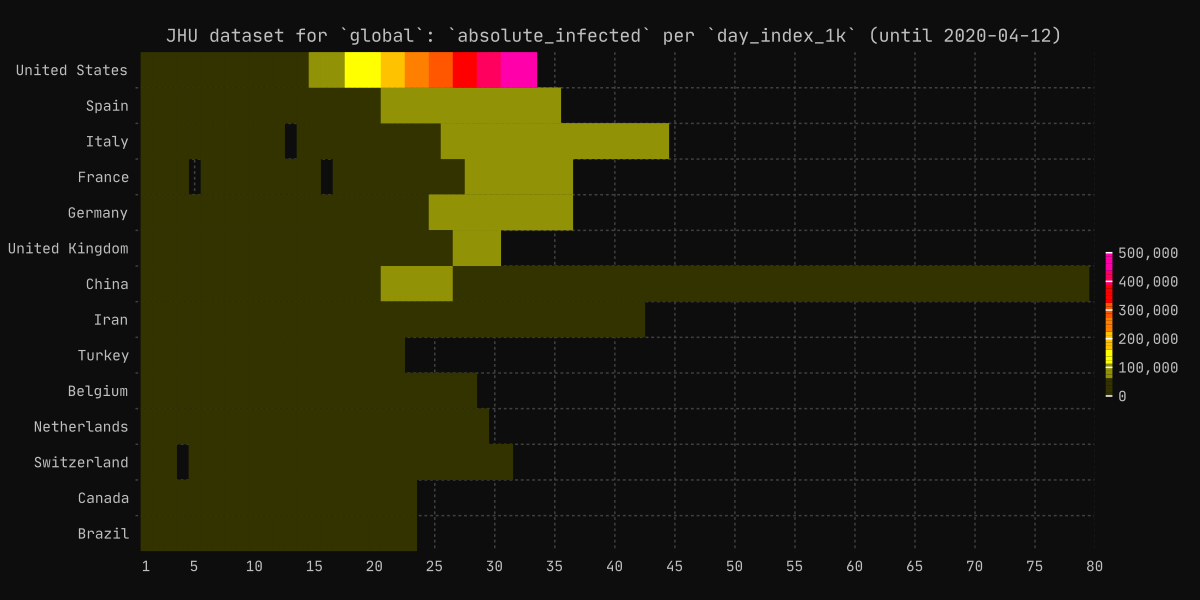 JHU dataset for `global`: `absolute_infected` per `day_index_1k` (until 2020-04-12)
United States
Spain
Italy
France
Germany
United Kingdom
China
Iran
Turkey
Belgium
Netherlands
Switzerland
Canada
Brazil
1 5 10 15 20 25 30 35 40 45 50 55 60 65 70 75 80
500,000
400,000
300,000
200,000
100,000
0